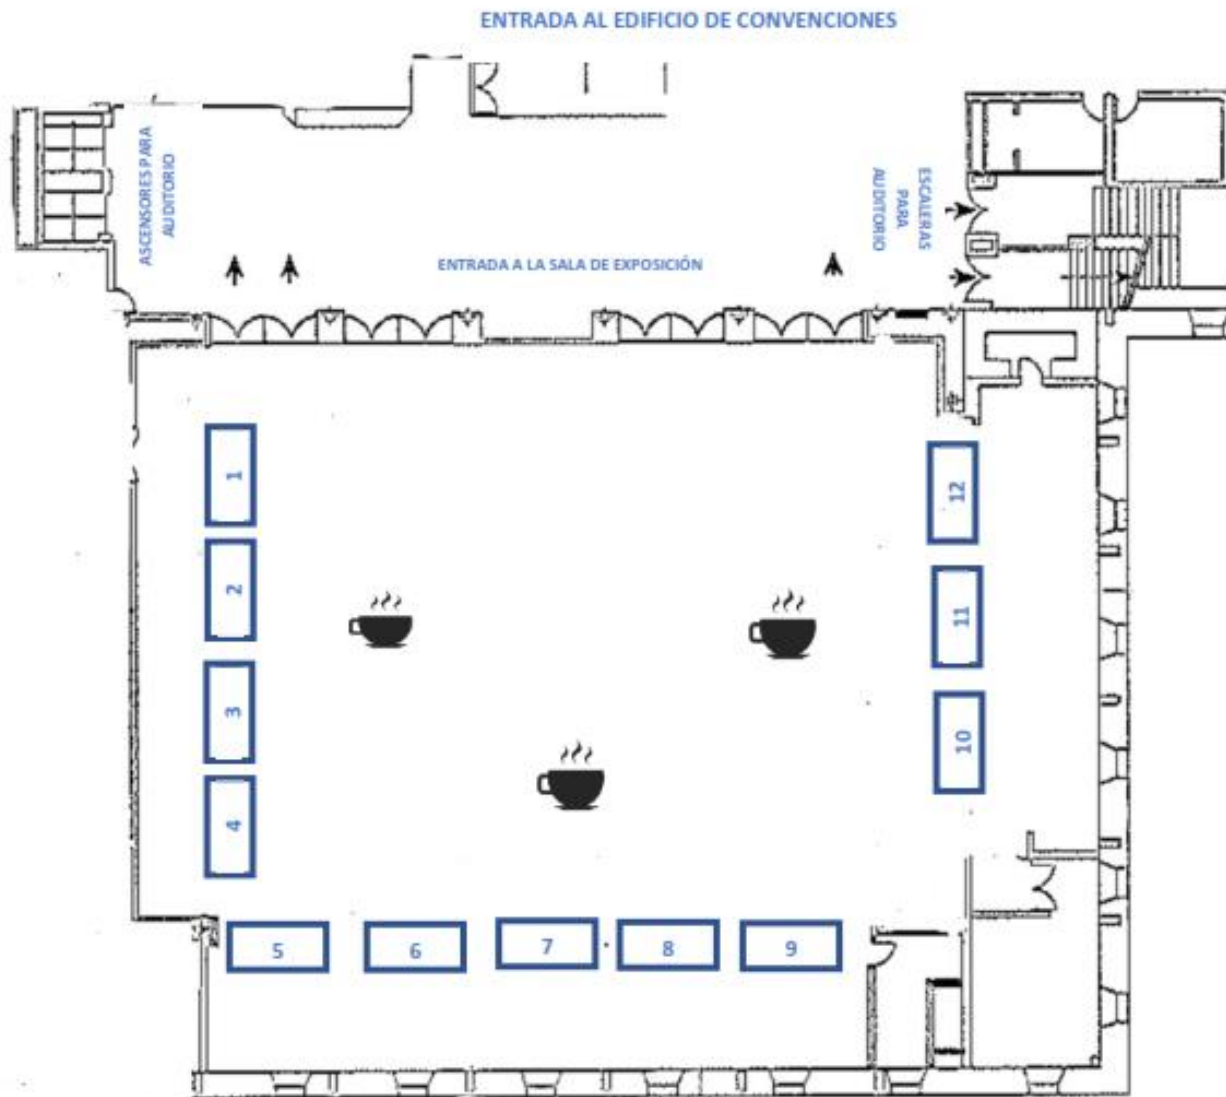 ENTRADA AL EDIFICIO DE CONVENCIONES
ASCENSORES PARA
AUDITORIO
ESCALERAS
PARA
AUDITORIO
ENTRADA A LA SALA DE EXPOSICIÓN
1
2
3
4
5
6
7
8
9
10
11
12